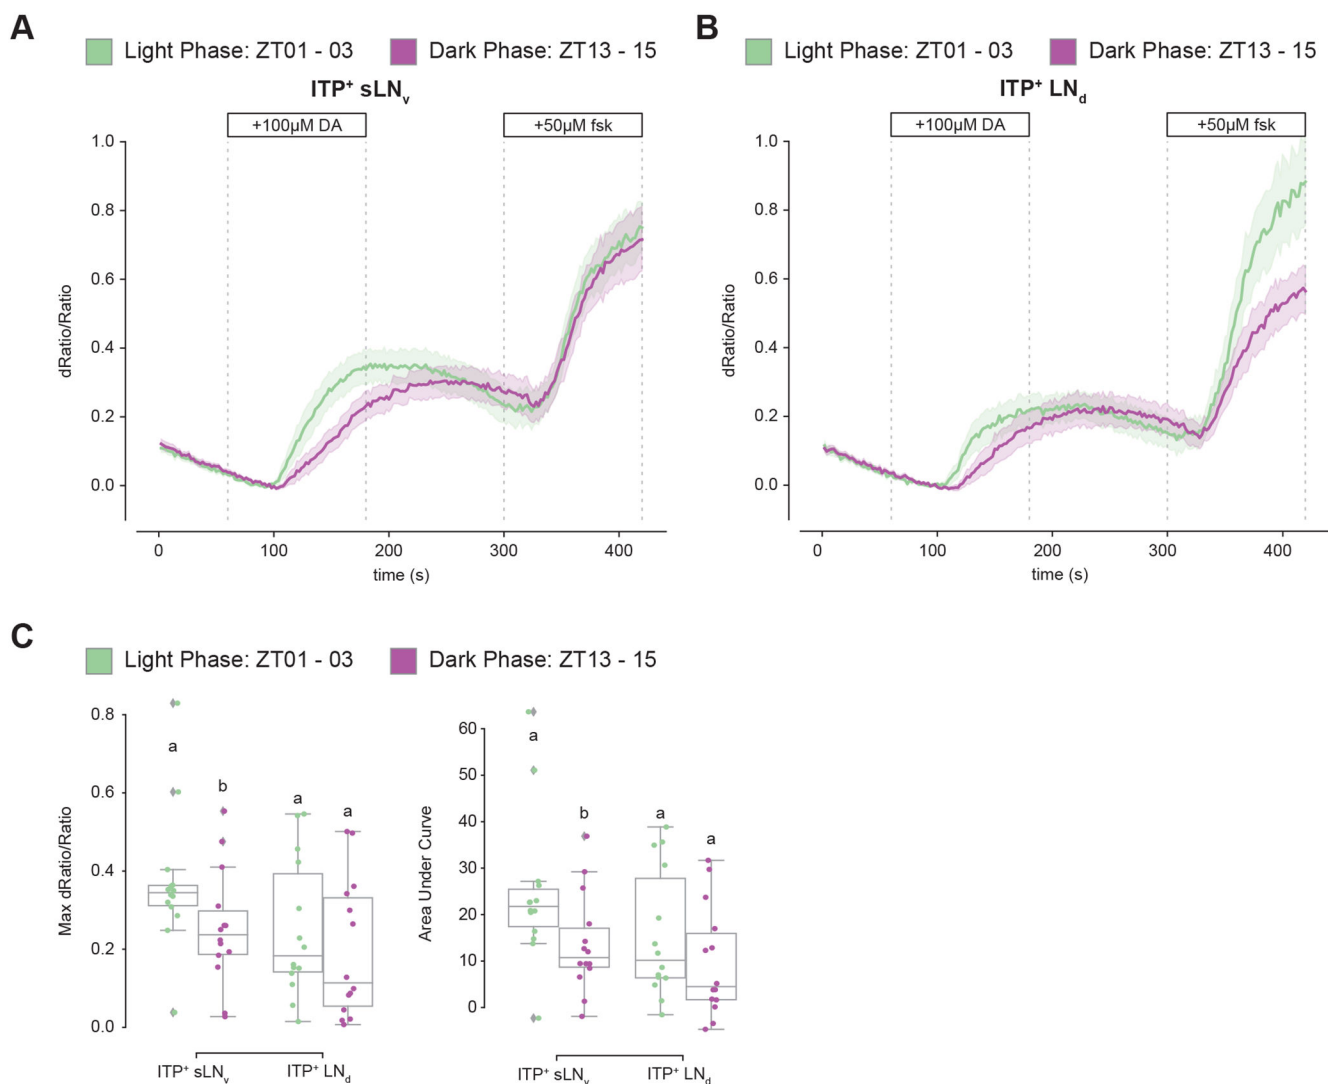 A
Light Phase: ZT01 - 03 Dark Phase: ZT13 - 15
ITP⁺ sLNᵥ
+100µM DA +50µM fsk
1.0
0.8
0.6
0.4
0.2
0.0
dRatio/Ratio
0 100 200 300 400
time (s)
B
Light Phase: ZT01 - 03 Dark Phase: ZT13 - 15
ITP⁺ LNd
+100µM DA +50µM fsk
1.0
0.8
0.6
0.4
0.2
0.0
dRatio/Ratio
0 100 200 300 400
time (s)
C
Light Phase: ZT01 - 03 Dark Phase: ZT13 - 15
0.8
0.6
0.4
0.2
0.0
Max dRatio/Ratio
a b a a
ITP⁺ sLNᵥ ITP⁺ LNd
60
50
40
30
20
10
0
Area Under Curve
a b a a
ITP⁺ sLNᵥ ITP⁺ LNd